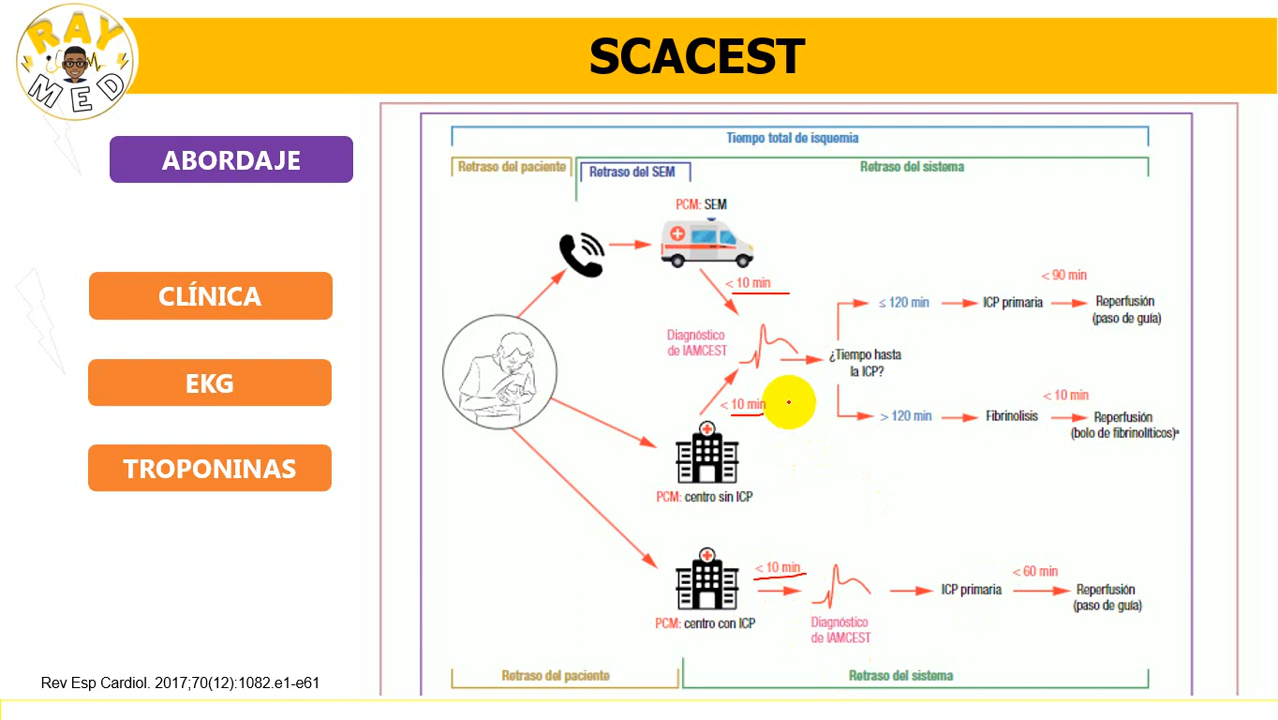 RAY
MED
SCACEST
ABORDAJE
CLÍNICA
EKG
TROPONINAS
Tiempo total de isquemia
Retraso del paciente
Retraso del SEM
Retraso del sistema
PCM: SEM
< 10 min
Diagnóstico
de IAMCEST
< 10 min
¿Tiempo hasta
la ICP?
≤ 120 min
ICP primaria
< 90 min
Reperfusión
(paso de guía)
> 120 min
Fibrinolisis
< 10 min
Reperfusión
(bolo de fibrinolíticos)ª
PCM: centro sin ICP
< 10 min
PCM: centro con ICP
Diagnóstico
de IAMCEST
ICP primaria
< 60 min
Reperfusión
(paso de guía)
Retraso del paciente
Retraso del sistema
Rev Esp Cardiol. 2017;70(12):1082.e1-e61